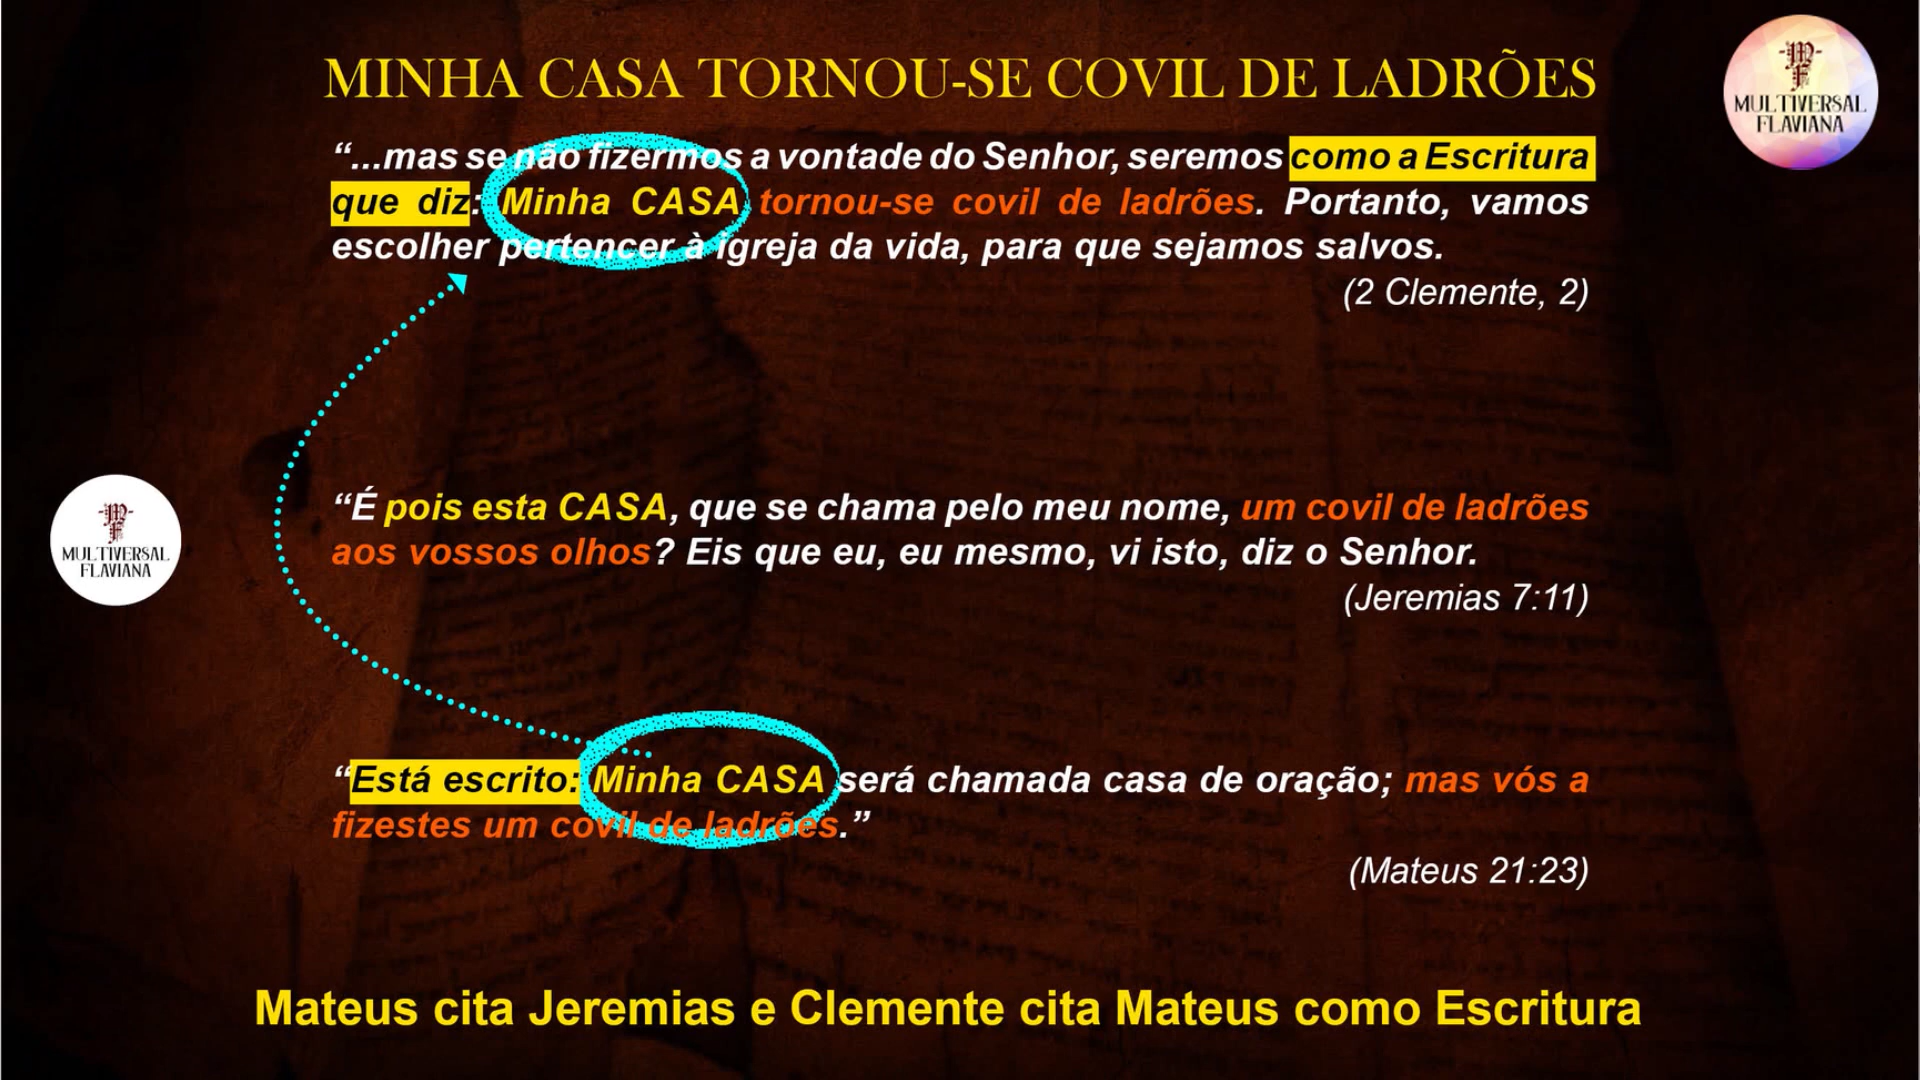 MINHA CASA TORNOU-SE COVIL DE LADRÕES
MULTIVERSAL
FLAVIANA
“...mas se não fizermos a vontade do Senhor, seremos como a Escritura
que diz: Minha CASA tornou-se covil de ladrões. Portanto, vamos
escolher pertencer à igreja da vida, para que sejamos salvos.
(2 Clemente, 2)
“É pois esta CASA, que se chama pelo meu nome, um covil de ladrões
aos vossos olhos? Eis que eu, eu mesmo, vi isto, diz o Senhor.
(Jeremias 7:11)
MULTIVERSAL
FLAVIANA
“Está escrito: Minha CASA será chamada casa de oração; mas vós a
fizestes um covil de ladrões.”
(Mateus 21:23)
Mateus cita Jeremias e Clemente cita Mateus como Escritura